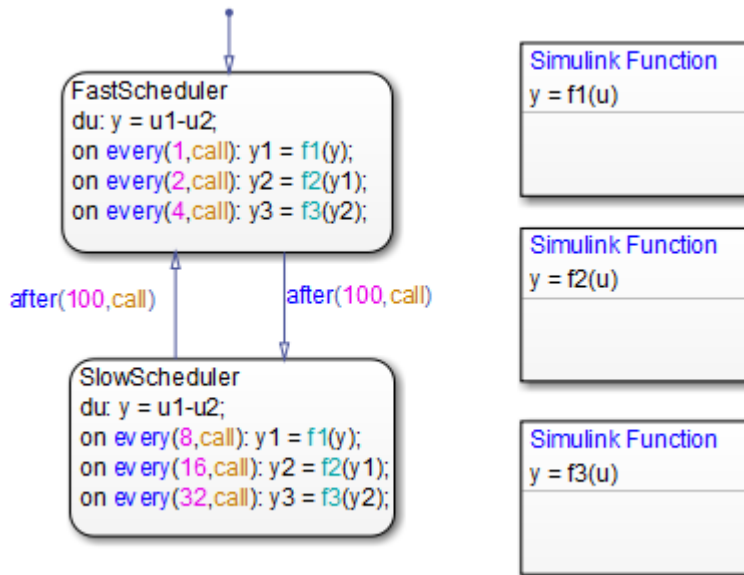 FastScheduler
du: y = u1-u2;
on every(1,call): y1 = f1(y);
on every(2,call): y2 = f2(y1);
on every(4,call): y3 = f3(y2);
after(100,call)
after(100,call)
SlowScheduler
du: y = u1-u2;
on every(8,call): y1 = f1(y);
on every(16,call): y2 = f2(y1);
on every(32,call): y3 = f3(y2);
Simulink Function
y = f1(u)
Simulink Function
y = f2(u)
Simulink Function
y = f3(u)